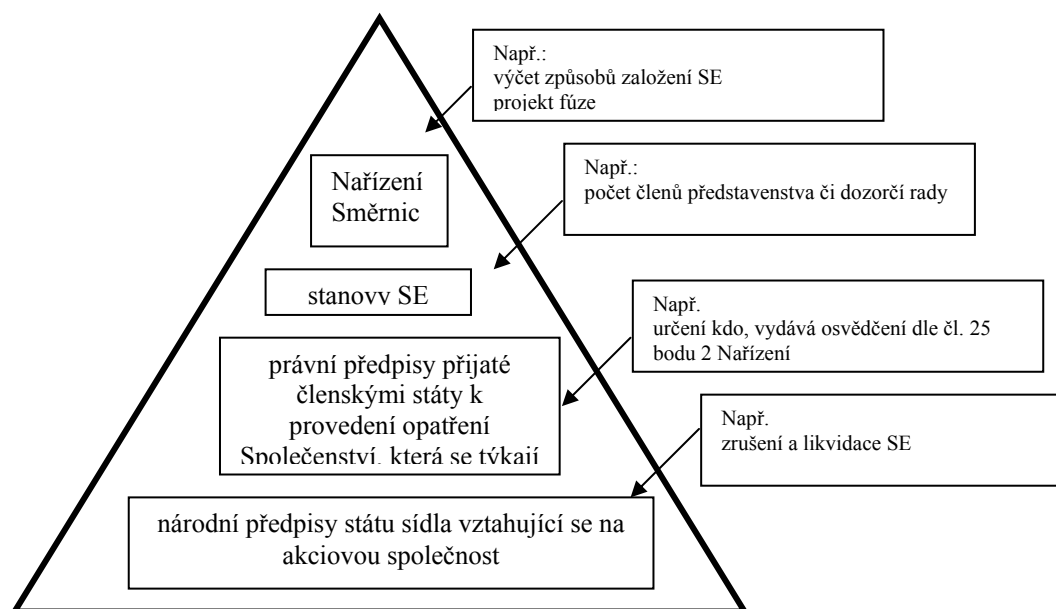 Např.:
výčet způsobů založení SE
projekt fúze
Nařízení
Směrnic
Např.:
počet členů představenstva či dozorčí rady
stanovy SE
Např.
určení kdo, vydává osvědčení dle čl. 25
bodu 2 Nařízení
právní předpisy přijaté
členskými státy k
provedení opatření
Společenství, která se týkají
Např.
zrušení a likvidace SE
národní předpisy státu sídla vztahující se na
akciovou společnost